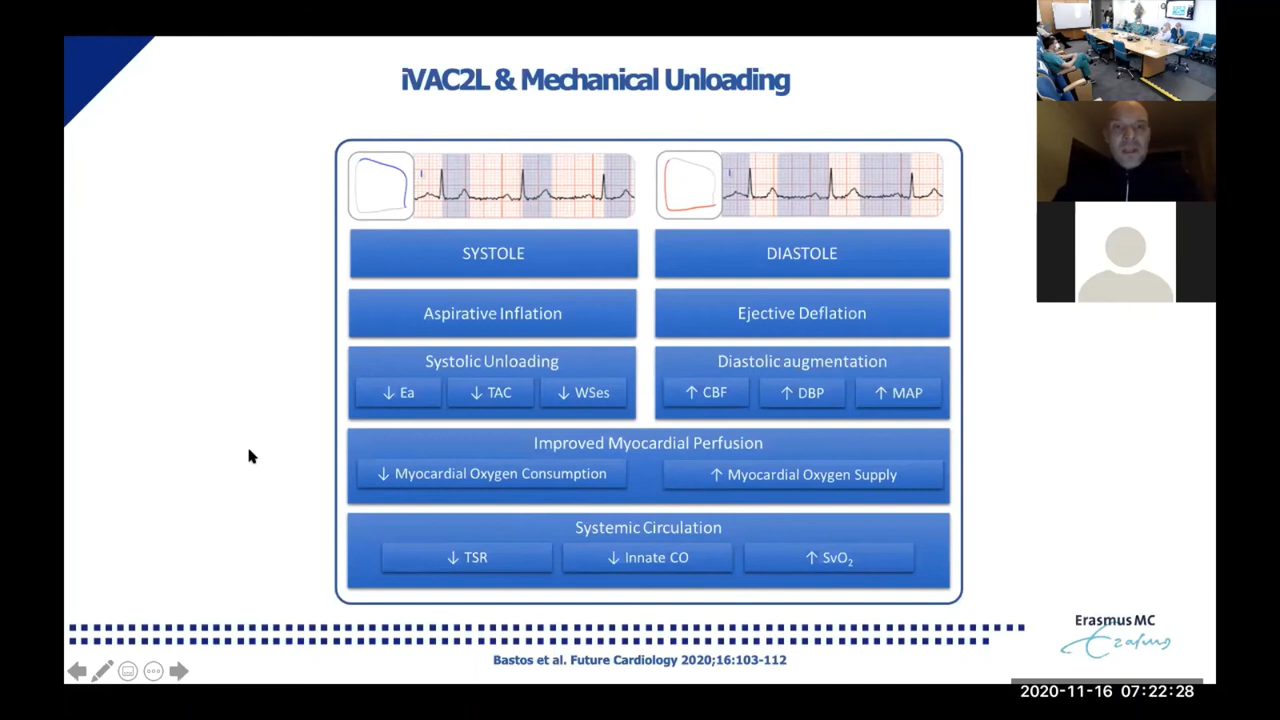 iVAC2L & Mechanical Unloading
SYSTOLE
DIASTOLE
Aspirative Inflation
Ejective Deflation
Systolic Unloading
↓ Ea
↓ TAC
↓ WSes
Diastolic augmentation
↑ CBF
↑ DBP
↑ MAP
Improved Myocardial Perfusion
↓ Myocardial Oxygen Consumption
↑ Myocardial Oxygen Supply
Systemic Circulation
↓ TSR
↓ Innate CO
↑ SvO₂
Erasmus MC
Erasmus
Bastos et al. Future Cardiology 2020;16:103-112
2020-11-16 07:22:28